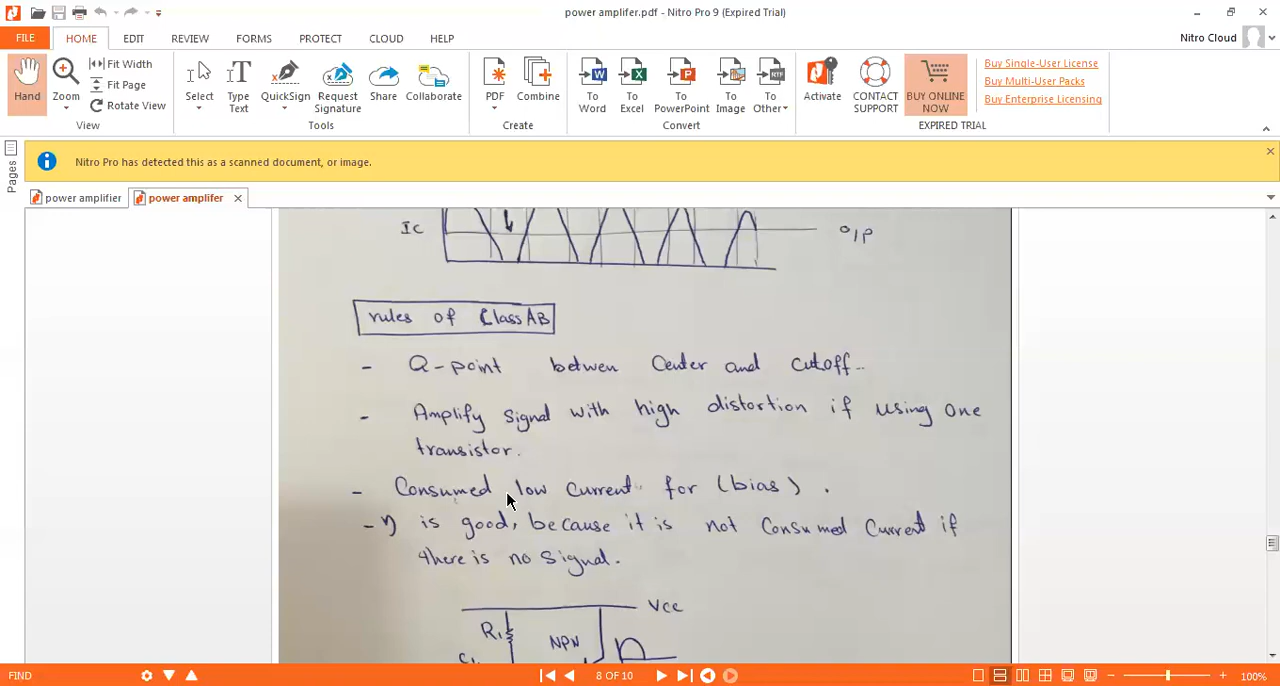 power amplifer.pdf - Nitro Pro 9 (Expired Trial)
FILE HOME EDIT REVIEW FORMS PROTECT CLOUD HELP Nitro Cloud
Hand Zoom Fit Width Fit Page Rotate View
Select Type Text QuickSign Request Signature Share Collaborate
PDF Combine
To Word To Excel To PowerPoint To Image To Other
Activate CONTACT SUPPORT BUY ONLINE NOW
Buy Single-User License
Buy Multi-User Packs
Buy Enterprise Licensing
View Tools Create Convert EXPIRED TRIAL
Pages
Nitro Pro has detected this as a scanned document, or image.
power amplifier power amplifer
Ic o/p
rules of Class AB
- Q-point betwen Center and cutoff.
- Amplify signal with high distortion if using one
transistor.
- Consumed low current for (bias).
- η is good, because it is not Consumed Current if
there is no signal.
Vcc
R1 NPN
C1
FIND 8 OF 10 100%